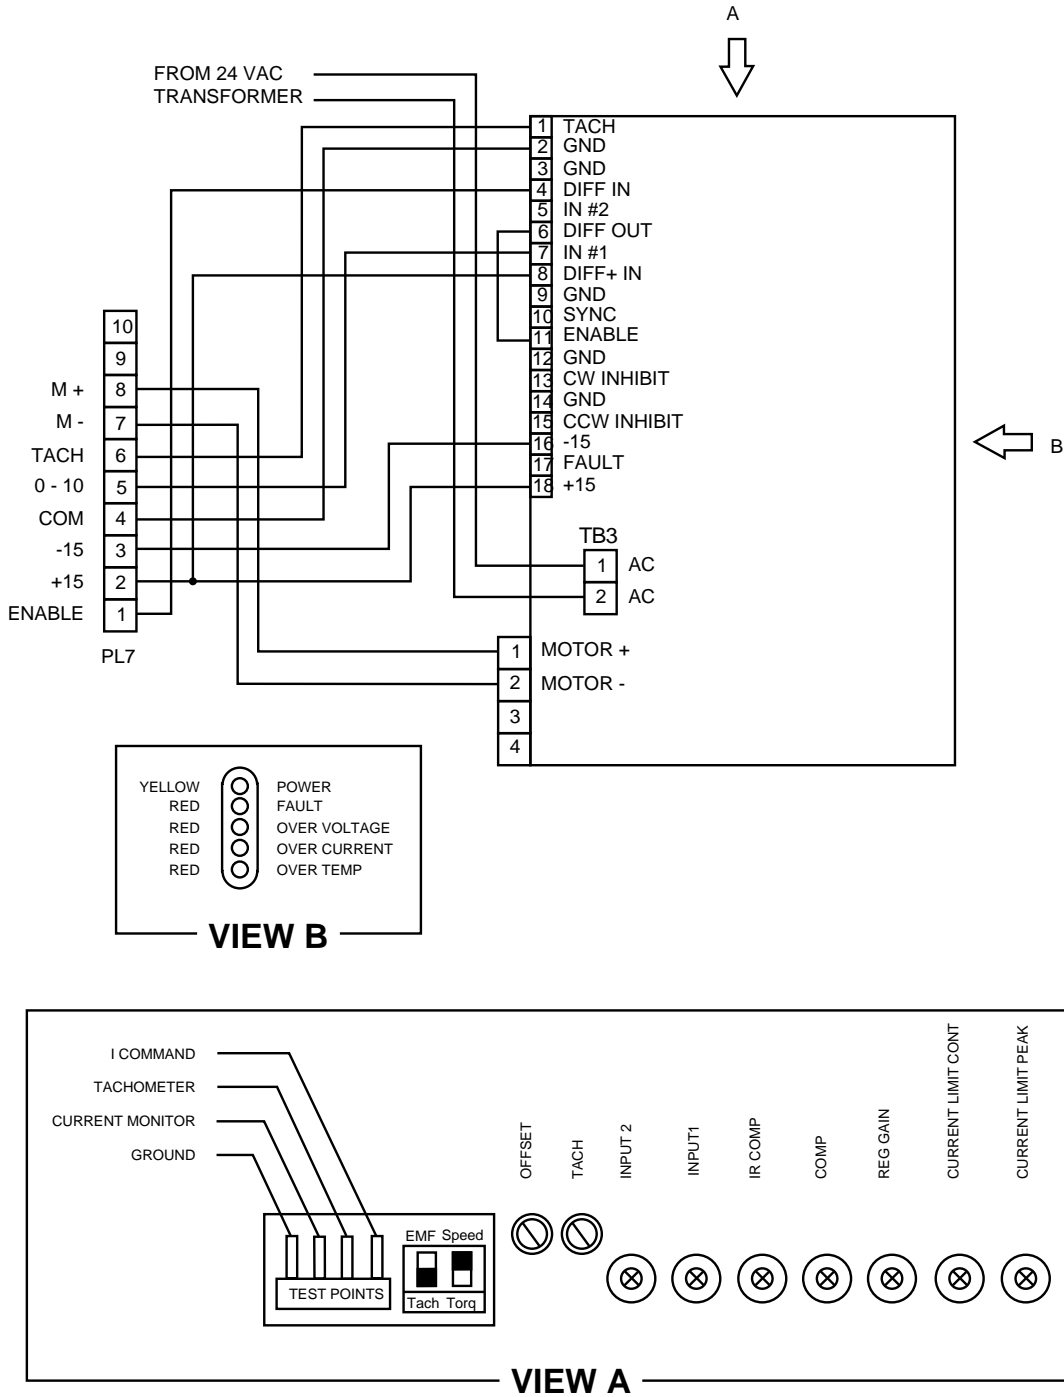 A
FROM 24 VAC
TRANSFORMER
1 TACH
2 GND
3 GND
4 DIFF IN
5 IN #2
6 DIFF OUT
7 IN #1
8 DIFF+ IN
9 GND
10 SYNC
11 ENABLE
12 GND
13 CW INHIBIT
14 GND
15 CCW INHIBIT
16 -15
17 FAULT
18 +15
B
10
9
M + 8
M - 7
TACH 6
0 - 10 5
COM 4
-15 3
+15 2
ENABLE 1
PL7
TB3
1 AC
2 AC
1 MOTOR +
2 MOTOR -
3
4
YELLOW POWER
RED FAULT
RED OVER VOLTAGE
RED OVER CURRENT
RED OVER TEMP
VIEW B
I COMMAND
TACHOMETER
CURRENT MONITOR
GROUND
TEST POINTS
EMF Speed
Tach Torq
OFFSET
TACH
INPUT 2
INPUT1
IR COMP
COMP
REG GAIN
CURRENT LIMIT CONT
CURRENT LIMIT PEAK
VIEW A